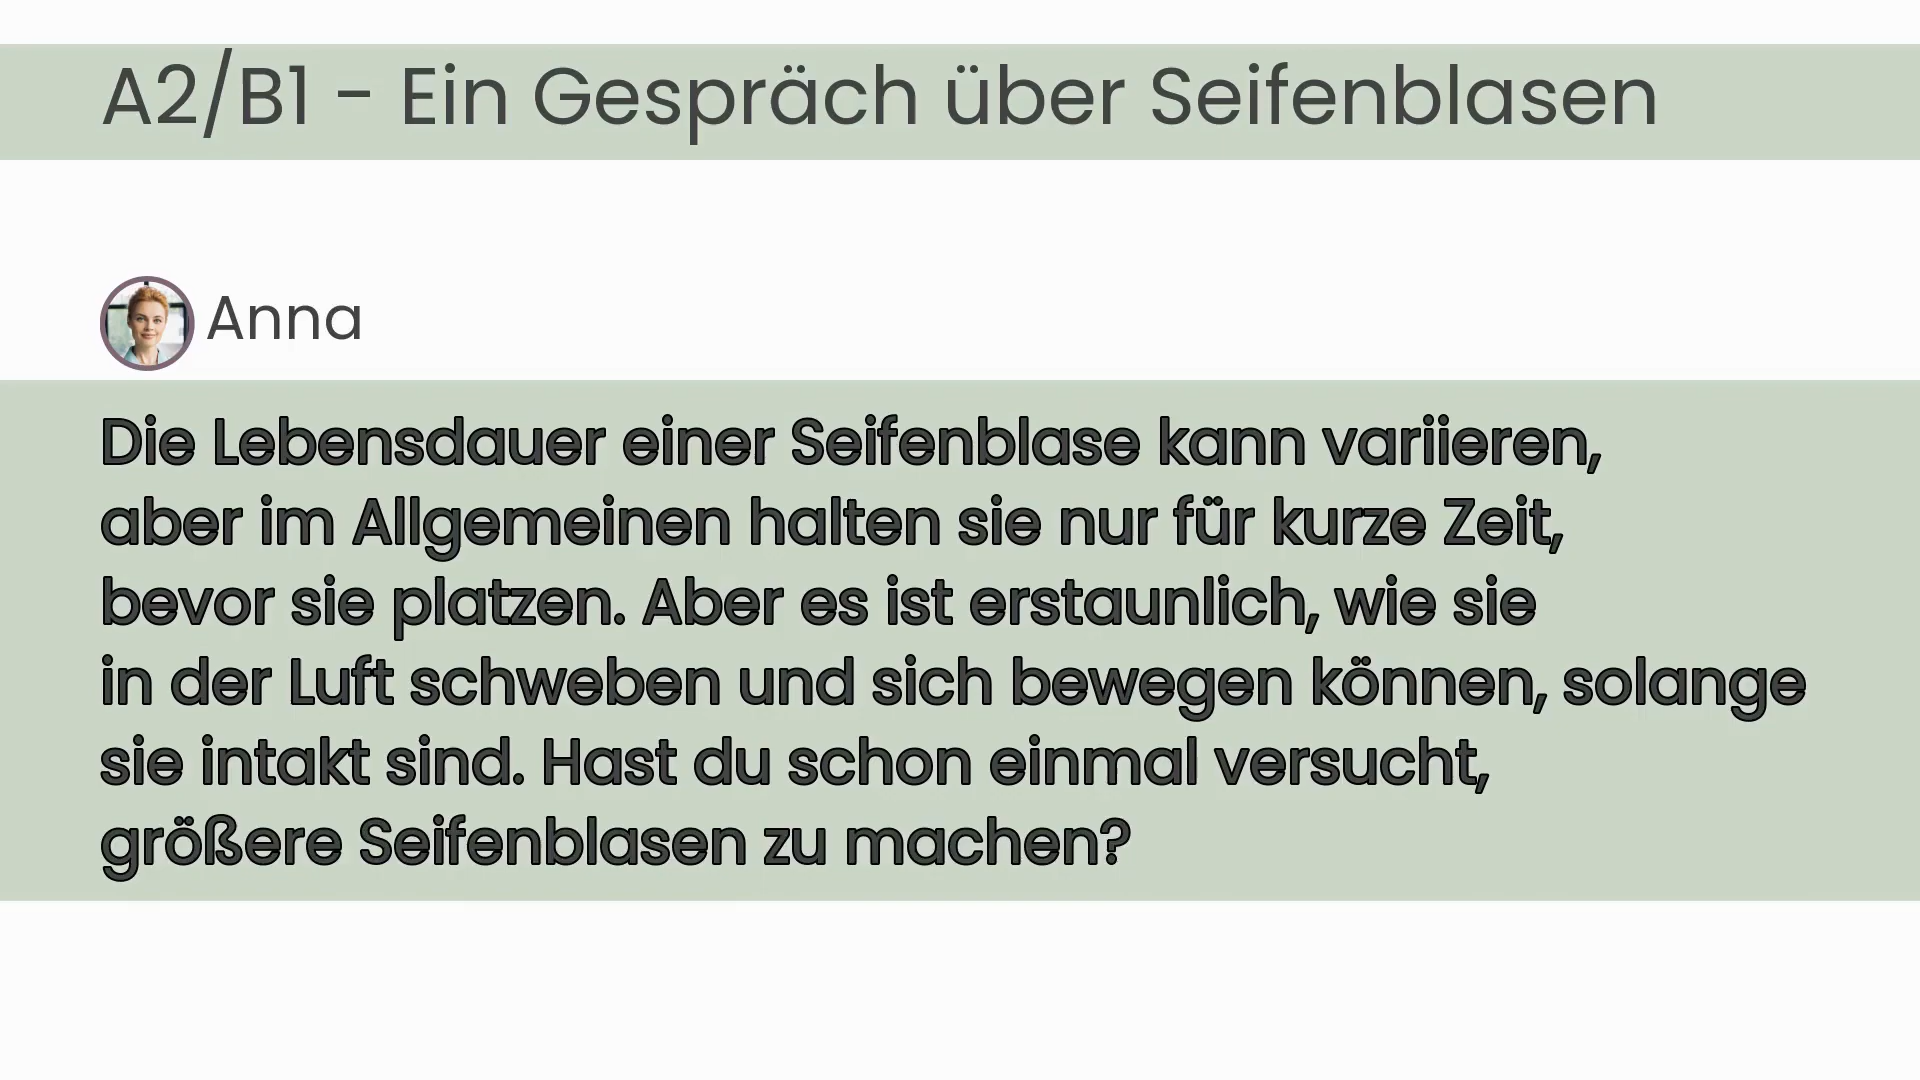 A2/B1 - Ein Gespräch über Seifenblasen
Anna
Die Lebensdauer einer Seifenblase kann variieren,
aber im Allgemeinen halten sie nur für kurze Zeit,
bevor sie platzen. Aber es ist erstaunlich, wie sie
in der Luft schweben und sich bewegen können, solange
sie intakt sind. Hast du schon einmal versucht,
größere Seifenblasen zu machen?